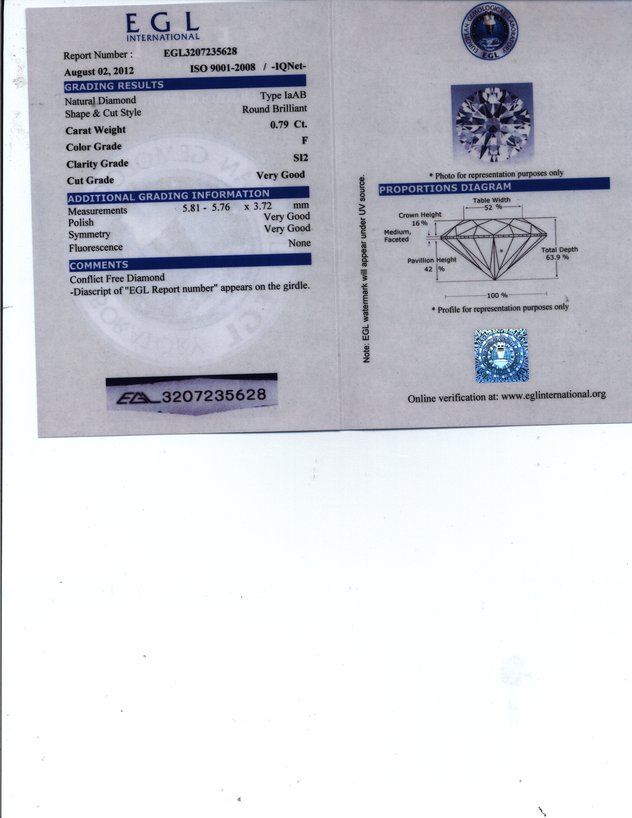 EGL
INTERNATIONAL
Report Number : EGL3207235628
August 02, 2012 ISO 9001-2008 / -IQNet-
GRADING RESULTS
Natural Diamond Type IaAB
Shape & Cut Style Round Brilliant
Carat Weight 0.79 Ct.
Color Grade F
Clarity Grade SI2
Cut Grade Very Good
ADDITIONAL GRADING INFORMATION
Measurements 5.81 - 5.76 x 3.72 mm
Polish Very Good
Symmetry Very Good
Fluorescence None
COMMENTS
Conflict Free Diamond
-Diascript of "EGL Report number" appears on the girdle.
EGL 3207235628
Note: EGL watermark will appear under UV source.
EGL
* Photo for representation purposes only
PROPORTIONS DIAGRAM
Table Width
52 %
Crown Height
16 %
Medium,
Faceted
Total Depth
63.9 %
Pavillion Height
42 %
100 %
* Profile for representation purposes only
Online verification at: www.eglinternational.org